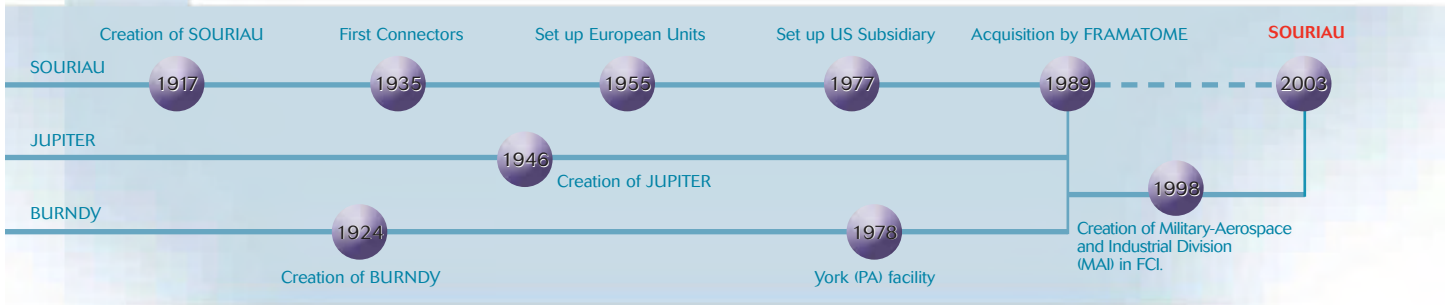 Creation of SOURIAU
First Connectors
Set up European Units
Set up US Subsidiary
Acquisition by FRAMATOME
SOURIAU
SOURIAU
1917
1935
1955
1977
1989
2003
JUPITER
1946
Creation of JUPITER
1998
BURNDY
1924
1978
Creation of Military-Aerospace
and Industrial Division
(MAI) in FCI.
Creation of BURNDY
York (PA) facility